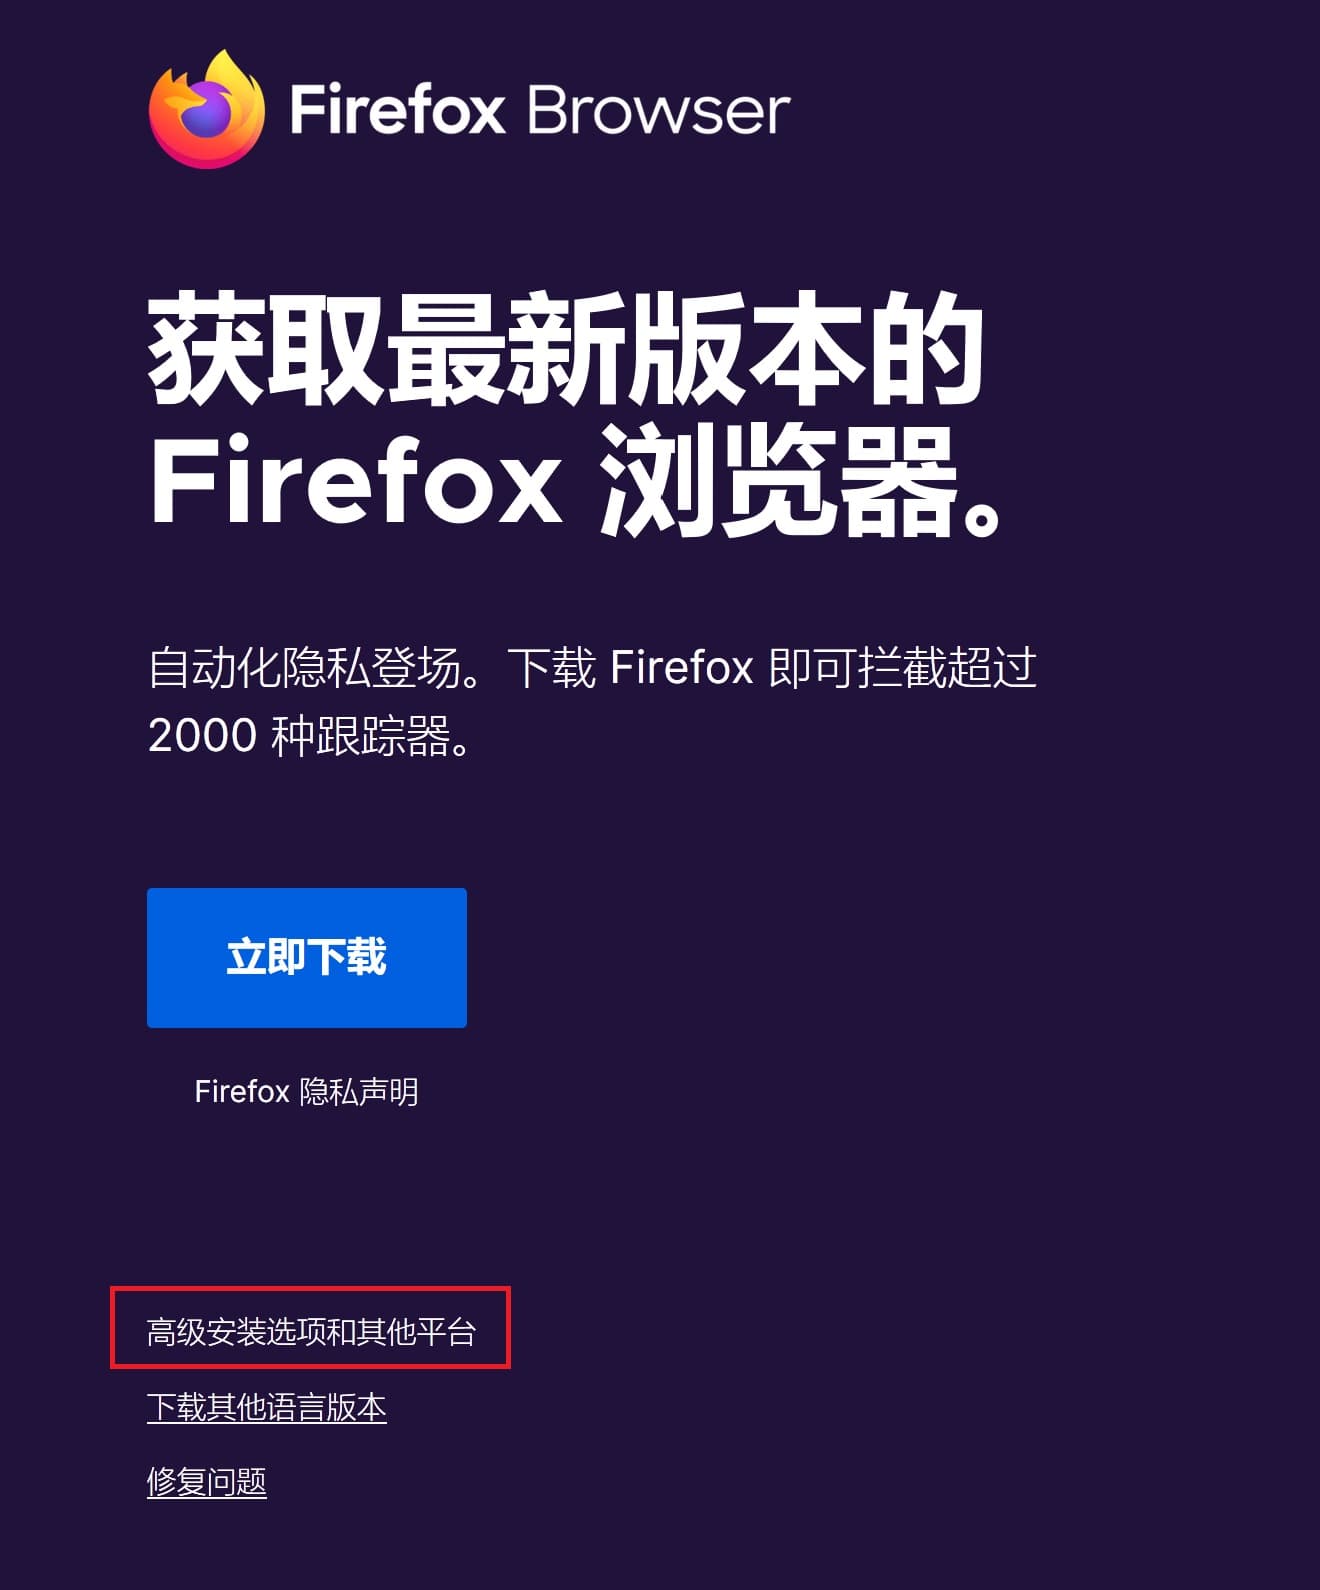 Firefox Browser
获取最新版本的
Firefox 浏览器。
自动化隐私登场。下载 Firefox 即可拦截超过
2000 种跟踪器。
立即下载
Firefox 隐私声明
高级安装选项和其他平台
下载其他语言版本
修复问题